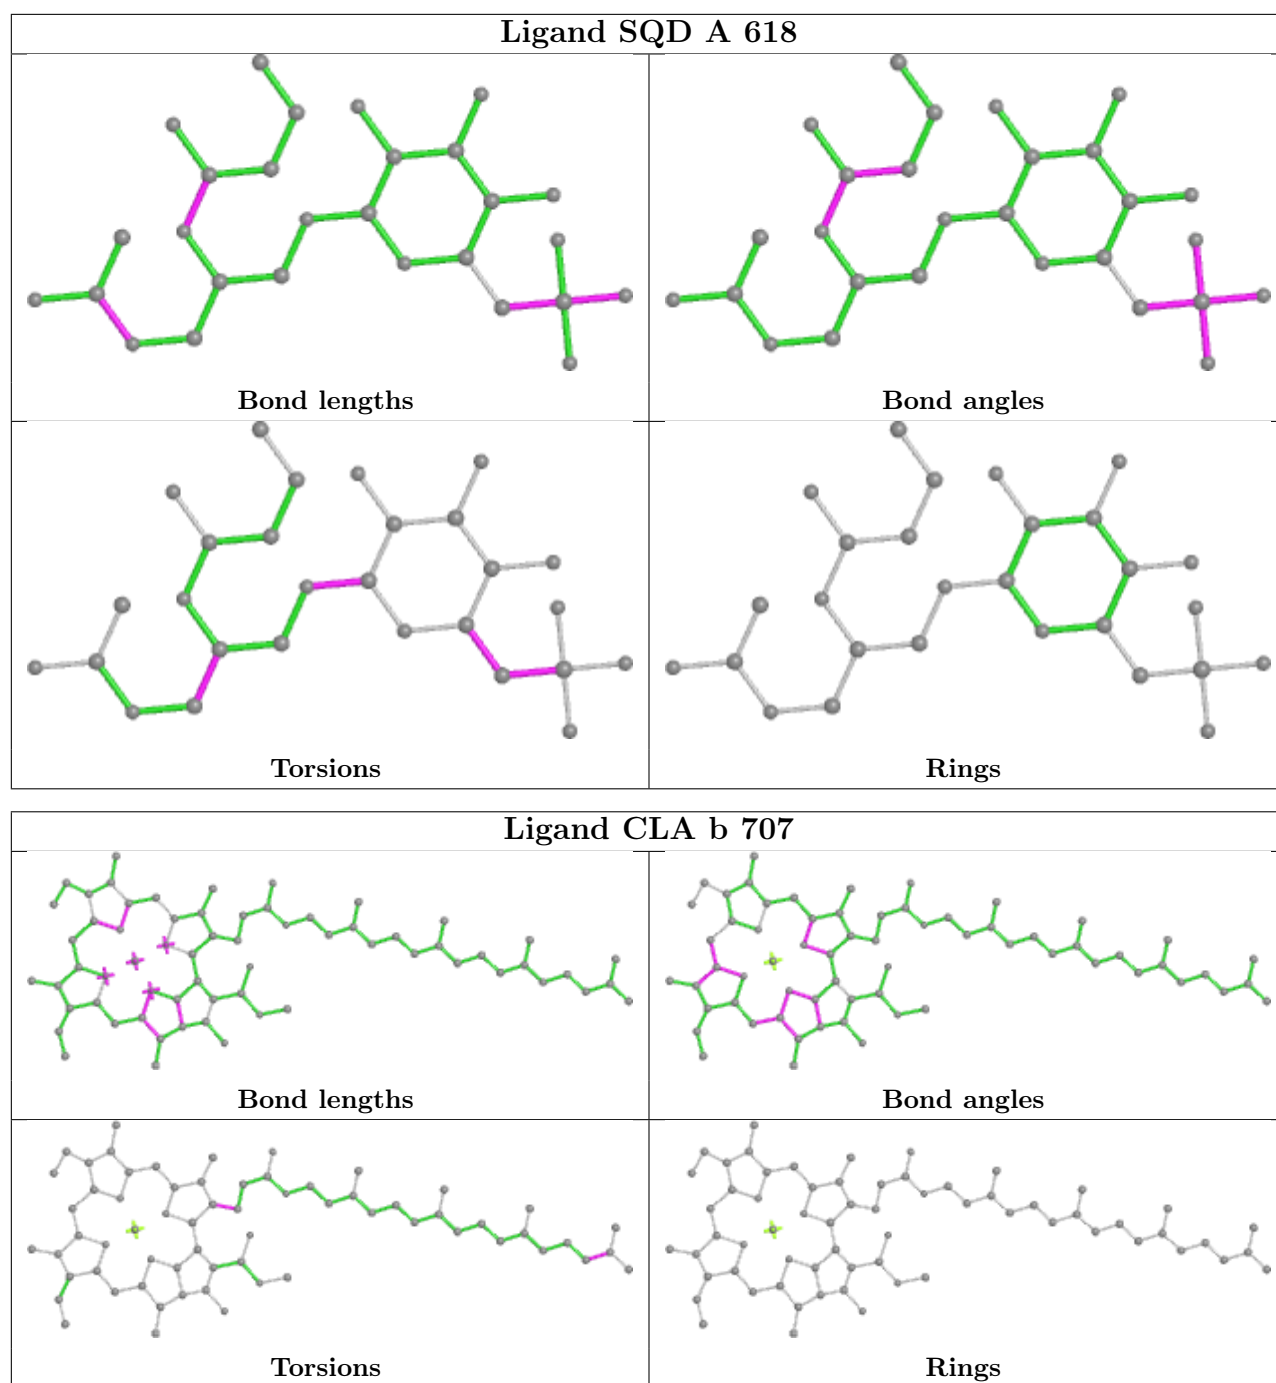 Ligand SQD A 618
Bond lengths
Bond angles
Torsions
Rings
Ligand CLA b 707
Bond lengths
Bond angles
Torsions
Rings